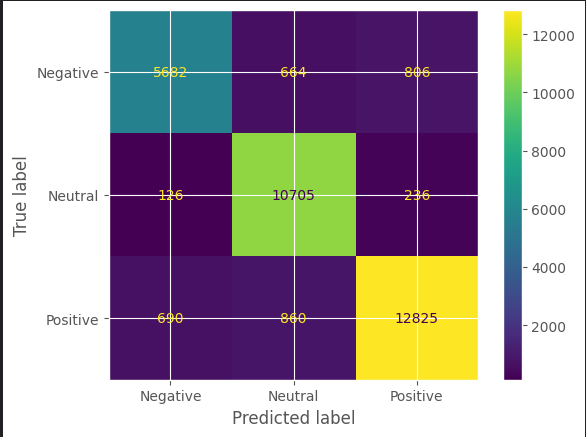 True label
Negative
5682 664 806
Neutral
126 10705 236
Positive
690 860 12825
Negative Neutral Positive
Predicted label
12000
10000
8000
6000
4000
2000